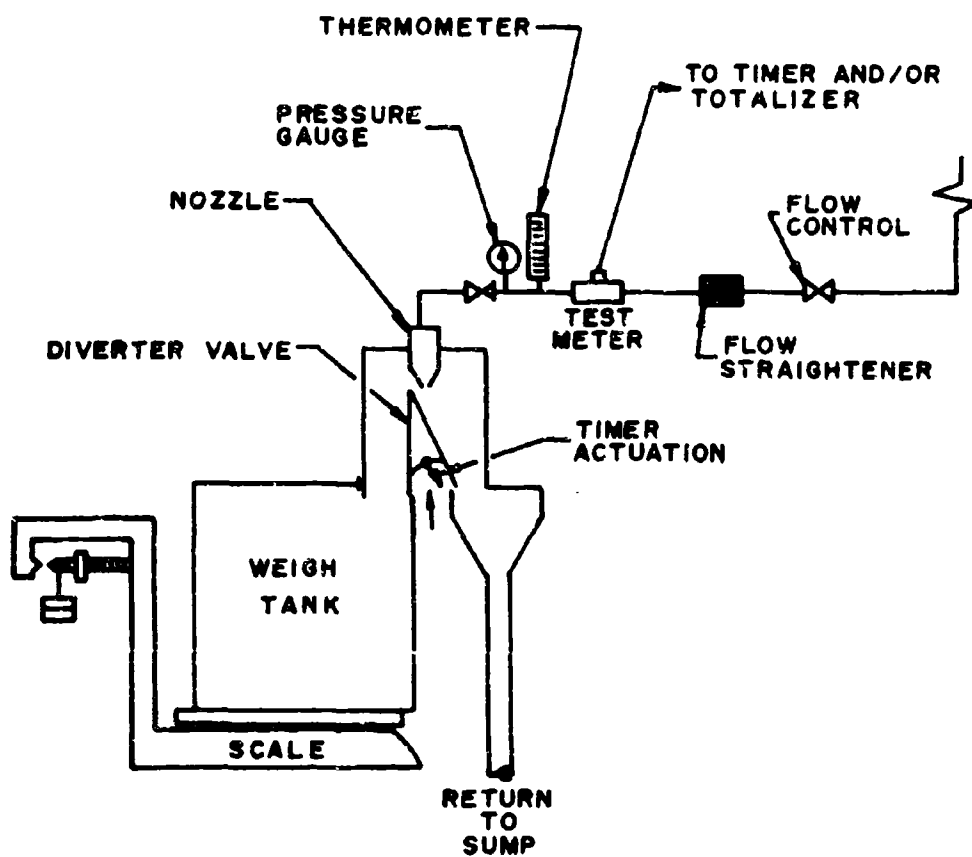 THERMOMETER
TO TIMER AND/OR
TOTALIZER
PRESSURE
GAUGE
NOZZLE
FLOW
CONTROL
TEST
METER
FLOW
STRAIGHTENER
DIVERTER VALVE
TIMER
ACTUATION
WEIGH
TANK
SCALE
RETURN
TO
SUMP